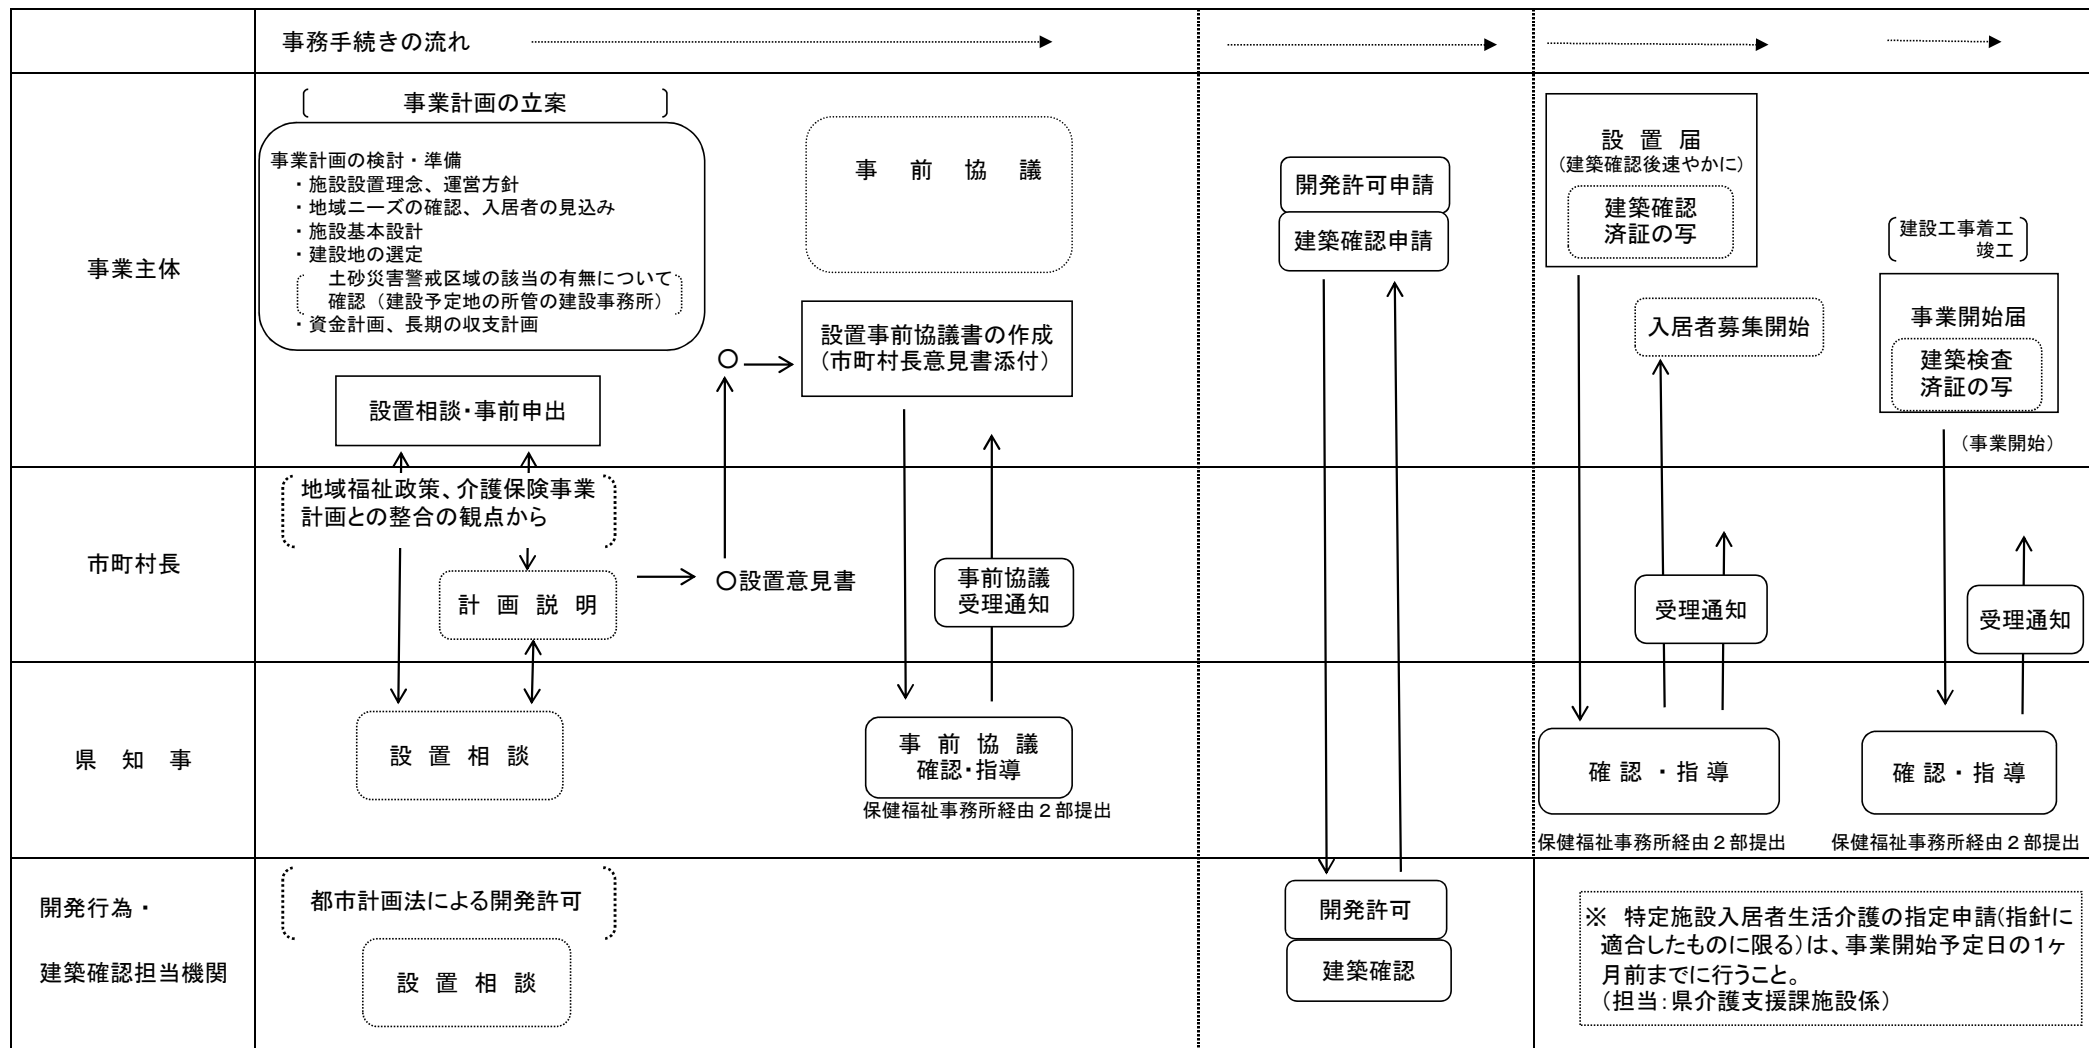 事務手続きの流れ
事業主体
〔 事業計画の立案 〕
事業計画の検討・準備
・施設設置理念、運営方針
・地域ニーズの確認、入居者の見込み
・施設基本設計
・建設地の選定
土砂災害警戒区域の該当の有無について
確認（建設予定地の所管の建設事務所）
・資金計画、長期の収支計画
設置相談・事前申出
事前協議
○
設置事前協議書の作成
（市町村長意見書添付）
開発許可申請
建築確認申請
設置届
（建築確認後速やかに）
建築確認
済証の写
入居者募集開始
建設工事着工
竣工
事業開始届
建築検査
済証の写
（事業開始）
市町村長
地域福祉政策、介護保険事業
計画との整合の観点から
計画説明
○設置意見書
事前協議
受理通知
受理通知
受理通知
県知事
設置相談
事前協議
確認・指導
保健福祉事務所経由２部提出
確認・指導
保健福祉事務所経由２部提出
確認・指導
保健福祉事務所経由２部提出
開発行為・
建築確認担当機関
都市計画法による開発許可
設置相談
開発許可
建築確認
※　特定施設入居者生活介護の指定申請（指針に
適合したものに限る）は、事業開始予定日の１ヶ
月前までに行うこと。
（担当：県介護支援課施設係）